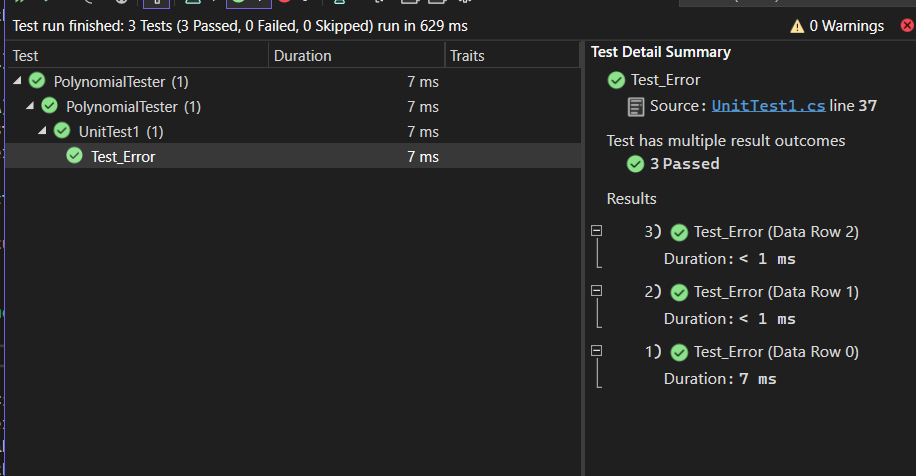 Test run finished: 3 Tests (3 Passed, 0 Failed, 0 Skipped) run in 629 ms
0 Warnings
Test Duration Traits
PolynomialTester (1) 7 ms
PolynomialTester (1) 7 ms
UnitTest1 (1) 7 ms
Test_Error 7 ms
Test Detail Summary
Test_Error
Source: UnitTest1.cs line 37
Test has multiple result outcomes
3 Passed
Results
3) Test_Error (Data Row 2)
Duration: < 1 ms
2) Test_Error (Data Row 1)
Duration: < 1 ms
1) Test_Error (Data Row 0)
Duration: 7 ms